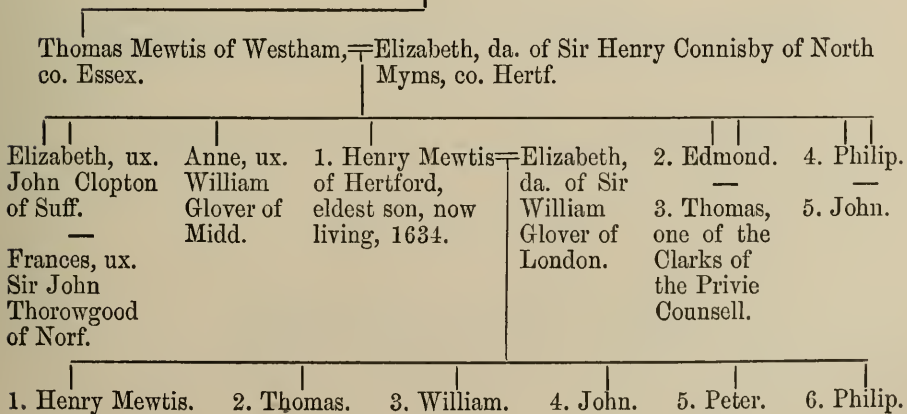 Thomas Mewtis of Westham,
co. Essex.
Elizabeth, da. of Sir Henry Connisby of North
Myms, co. Hertf.
Elizabeth, ux.
John Clopton
of Suff.
—
Frances, ux.
Sir John
Thorowgood
of Norf.
Anne, ux.
William
Glover of
Midd.
1. Henry Mewtis
of Hertford,
eldest son, now
living, 1634.
Elizabeth,
da. of Sir
William
Glover of
London.
2. Edmond.
—
3. Thomas,
one of the
Clarks of
the Privie
Counsell.
4. Philip.
—
5. John.
1. Henry Mewtis. 2. Thomas. 3. William. 4. John. 5. Peter. 6. Philip.